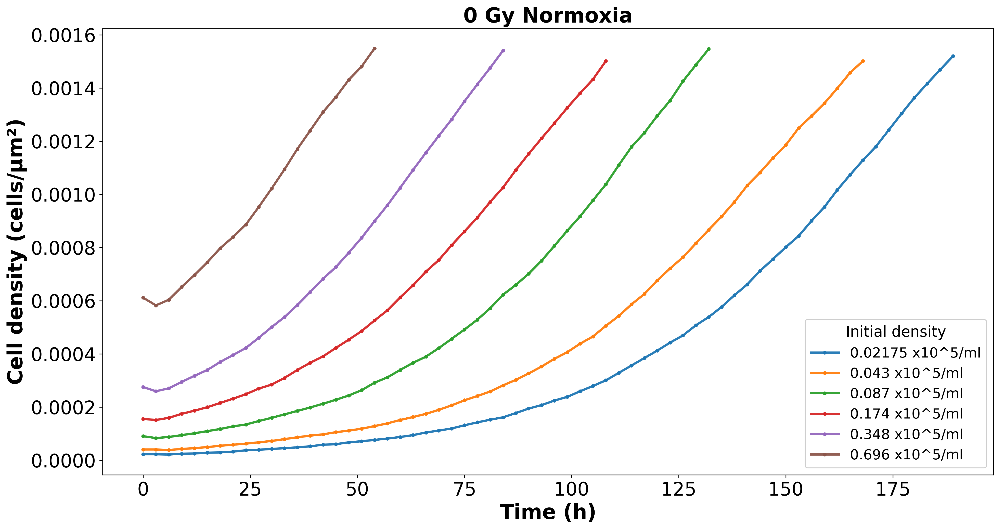 0 Gy Normoxia
Cell density (cells/μm²)
0.0016
0.0014
0.0012
0.0010
0.0008
0.0006
0.0004
0.0002
0.0000
0 25 50 75 100 125 150 175
Time (h)
Initial density
0.02175 x10^5/ml
0.043 x10^5/ml
0.087 x10^5/ml
0.174 x10^5/ml
0.348 x10^5/ml
0.696 x10^5/ml